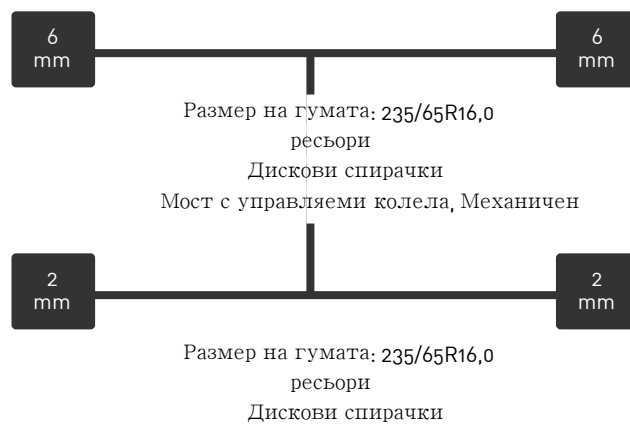 6 mm 6 mm
Размер на гумата: 235/65R16,0
ресьори
Дискови спирачки
Мост с управляеми колела, Механичен
2 mm 2 mm
Размер на гумата: 235/65R16,0
ресьори
Дискови спирачки